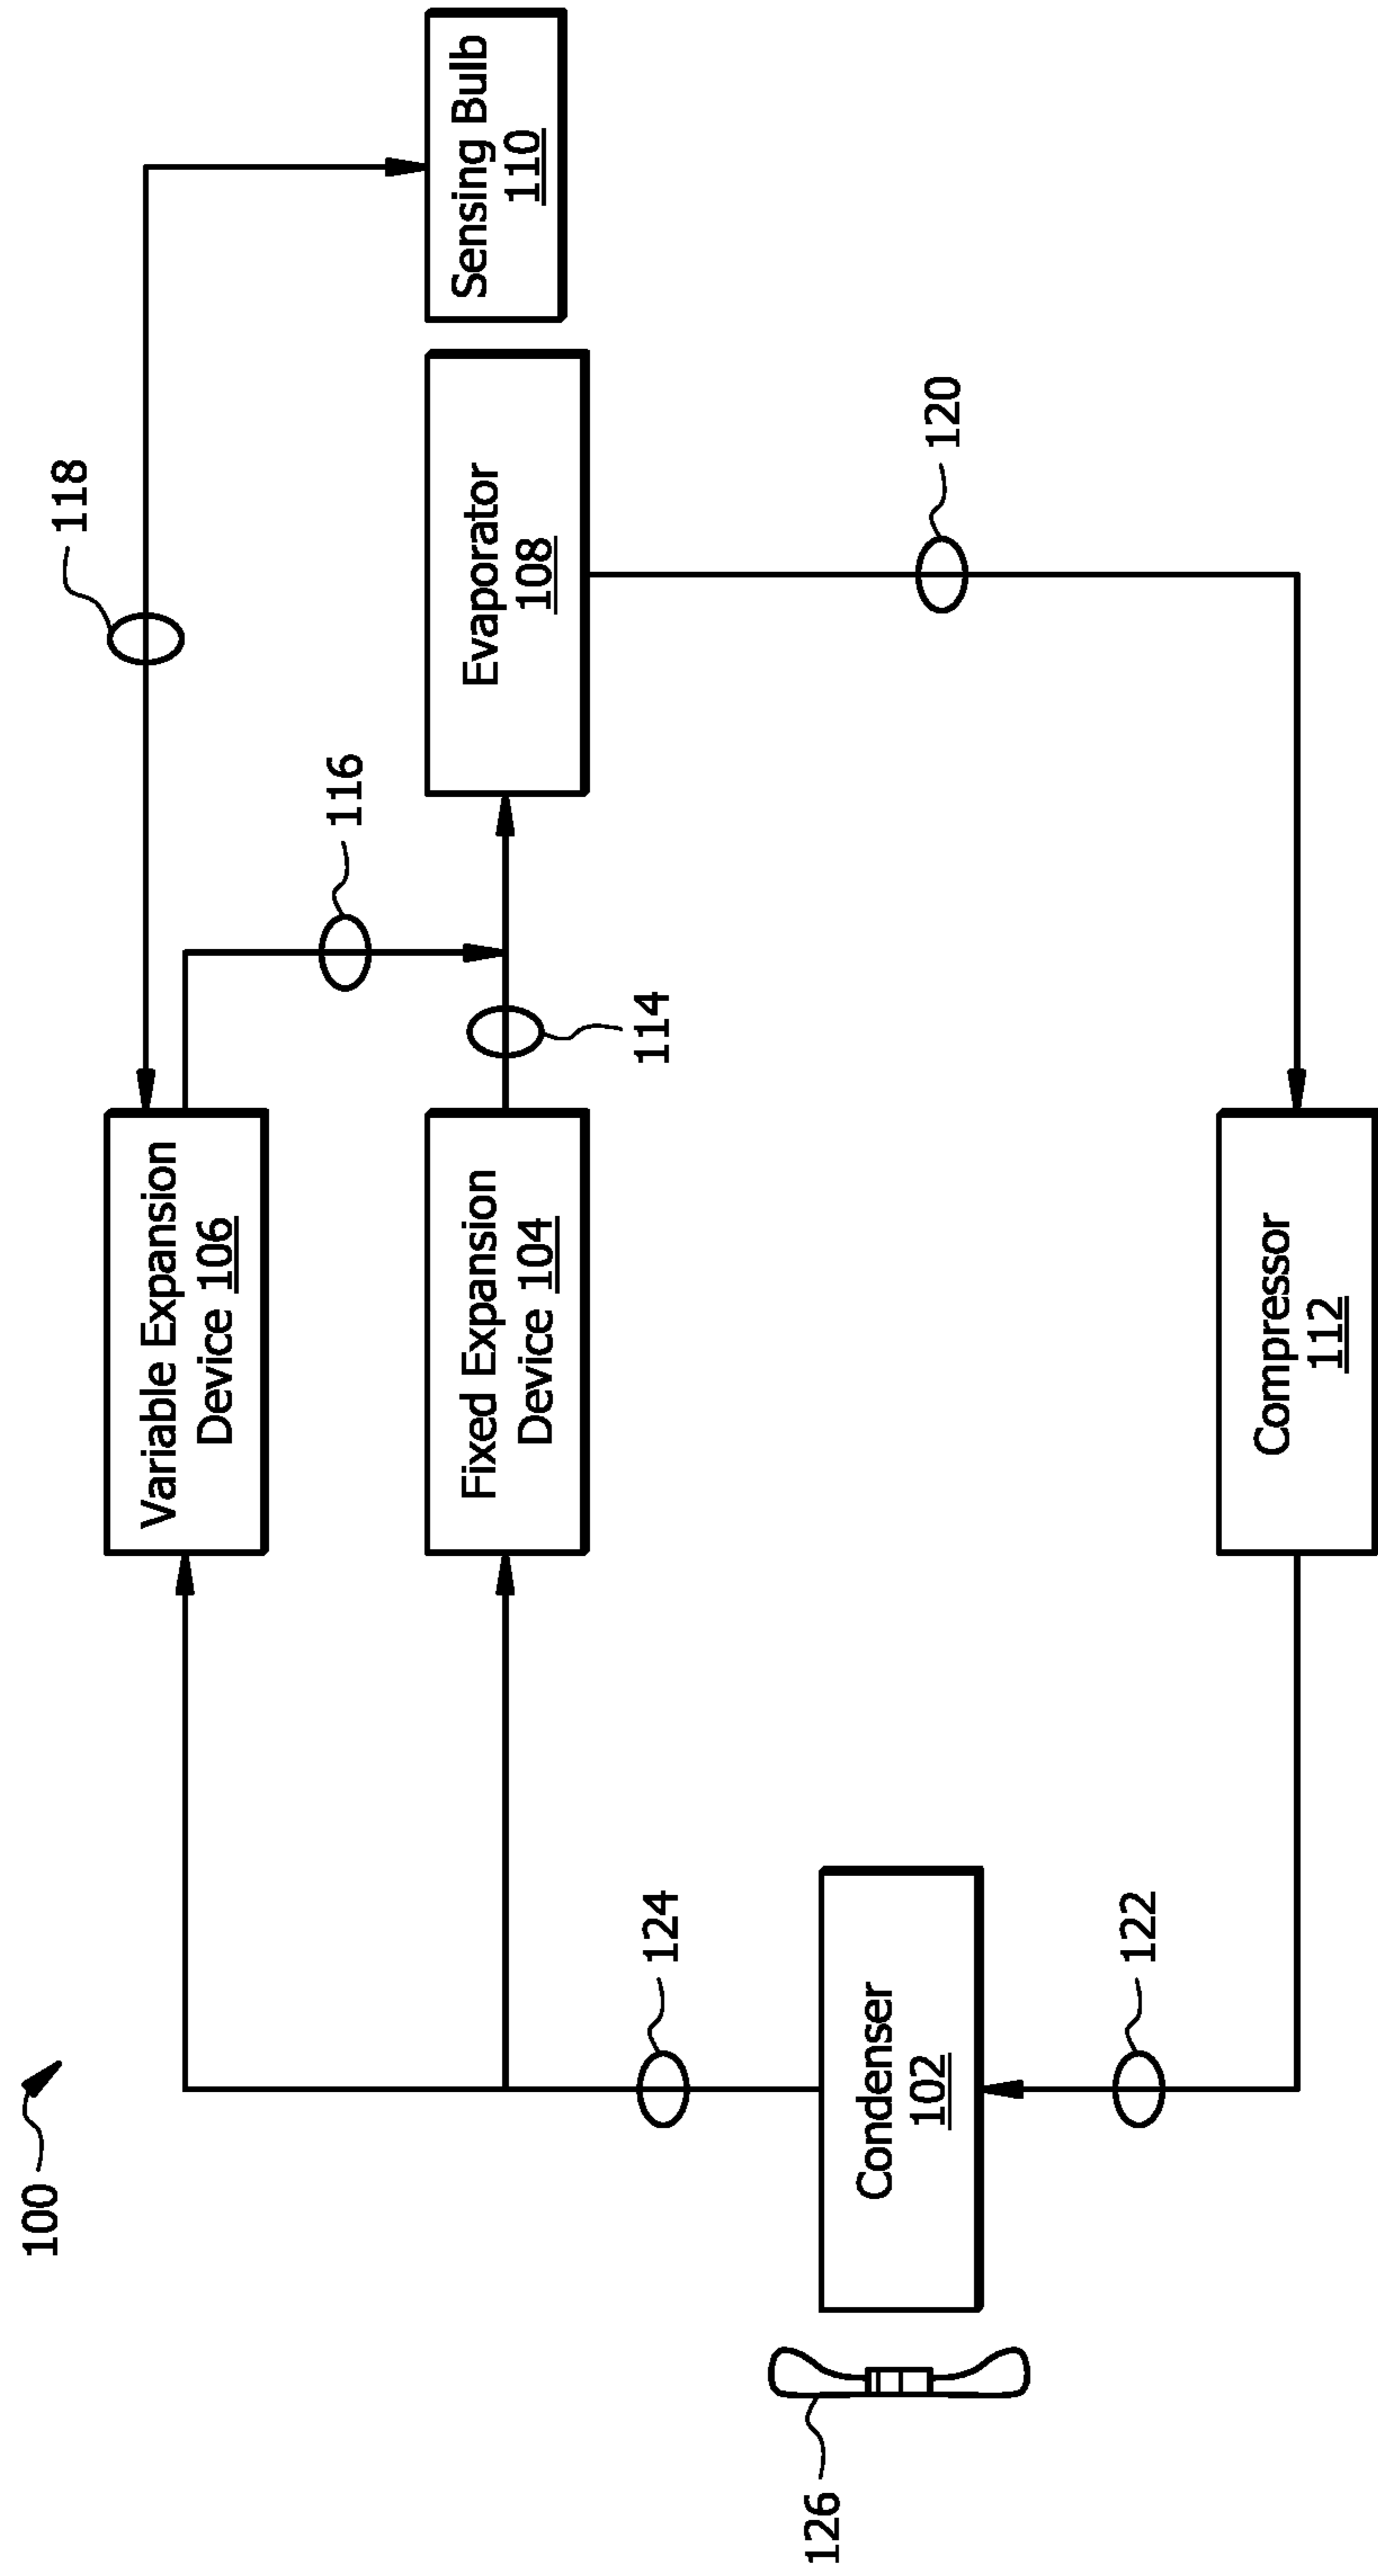 100
118
Variable Expansion
Device 106
Sensing Bulb
110
116
Fixed Expansion
Device 104
Evaporator
108
114
124
Condenser
102
126
120
122
Compressor
112